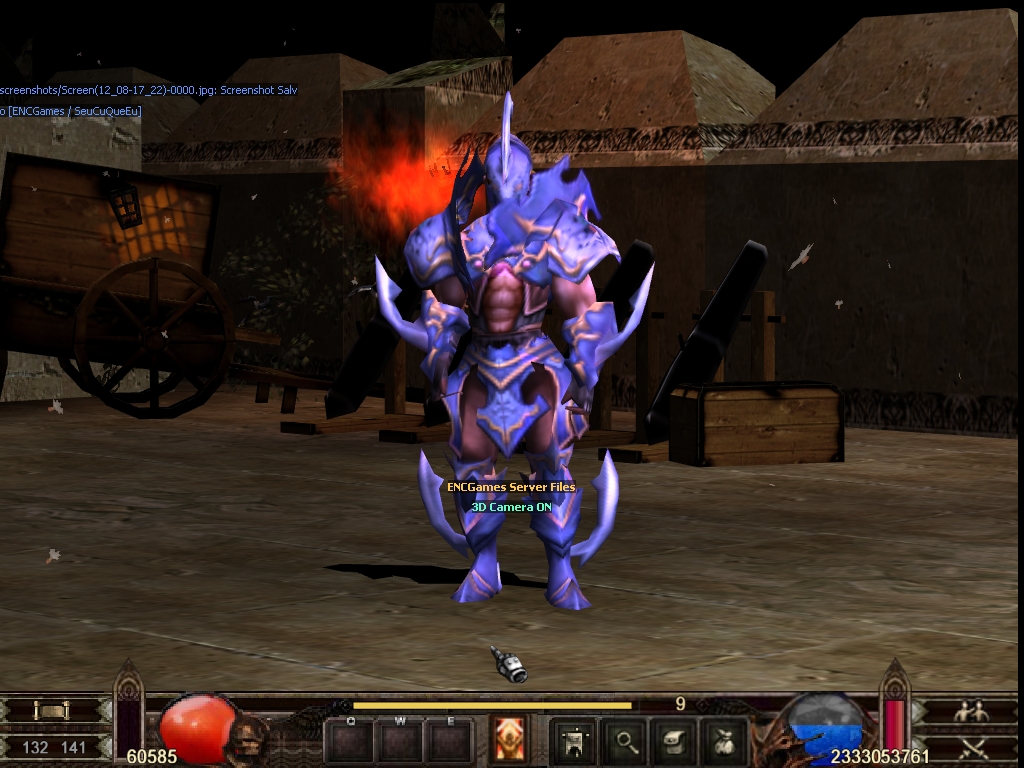 screenshots/Screen(12_08-17_22)-0000.jpg: Screenshot Salv
o [ENCGames / SeuCuQueEu]
ENCGames Server Files
3D Camera ON
9
Q W E
132 141
60585
2333053761